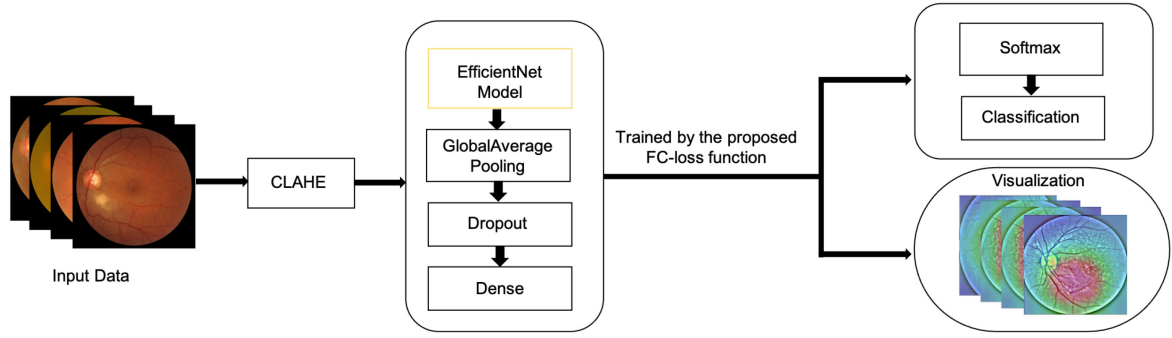 Input Data
CLAHE
EfficientNet
Model
GlobalAverage
Pooling
Dropout
Dense
Trained by the proposed
FC-loss function
Softmax
Classification
Visualization